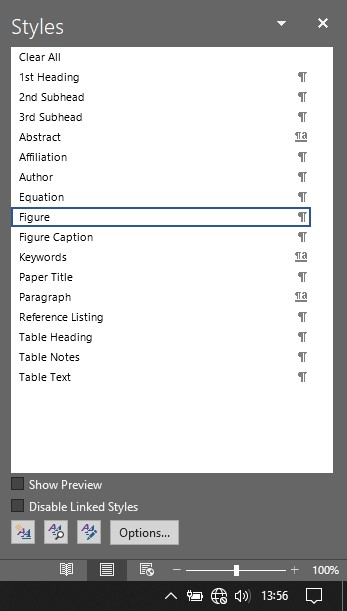 Styles
Clear All
1st Heading ¶
2nd Subhead ¶
3rd Subhead ¶
Abstract ¶a
Affiliation ¶
Author ¶
Equation ¶
Figure ¶
Figure Caption ¶
Keywords ¶a
Paper Title ¶
Paragraph ¶a
Reference Listing ¶
Table Heading ¶
Table Notes ¶
Table Text ¶
Show Preview
Disable Linked Styles
Options...
100%
13:56